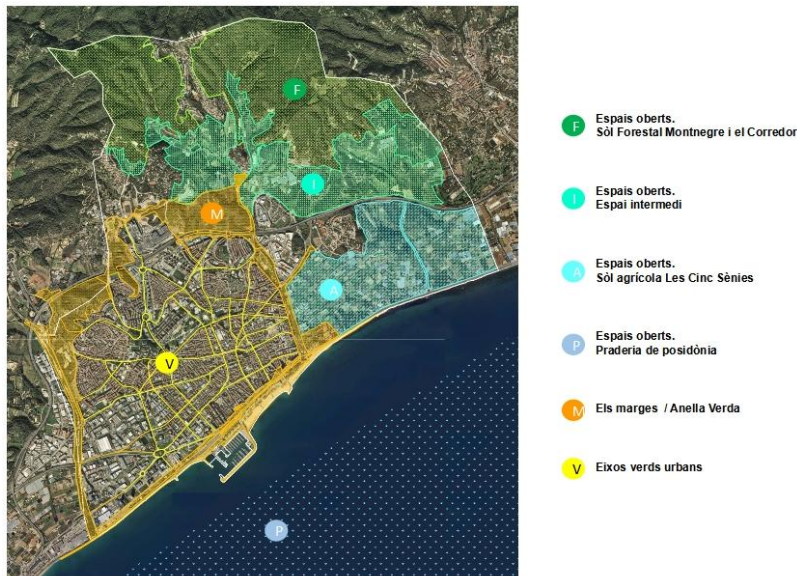 F
I
M
A
V
P
F
Espais oberts.
Sòl Forestal Montnegre i el Corredor
I
Espais oberts.
Espai intermedi
A
Espais oberts.
Sòl agrícola Les Cinc Sènies
P
Espais oberts.
Praderia de posidònia
M
Els marges / Anella Verda
V
Eixos verds urbans